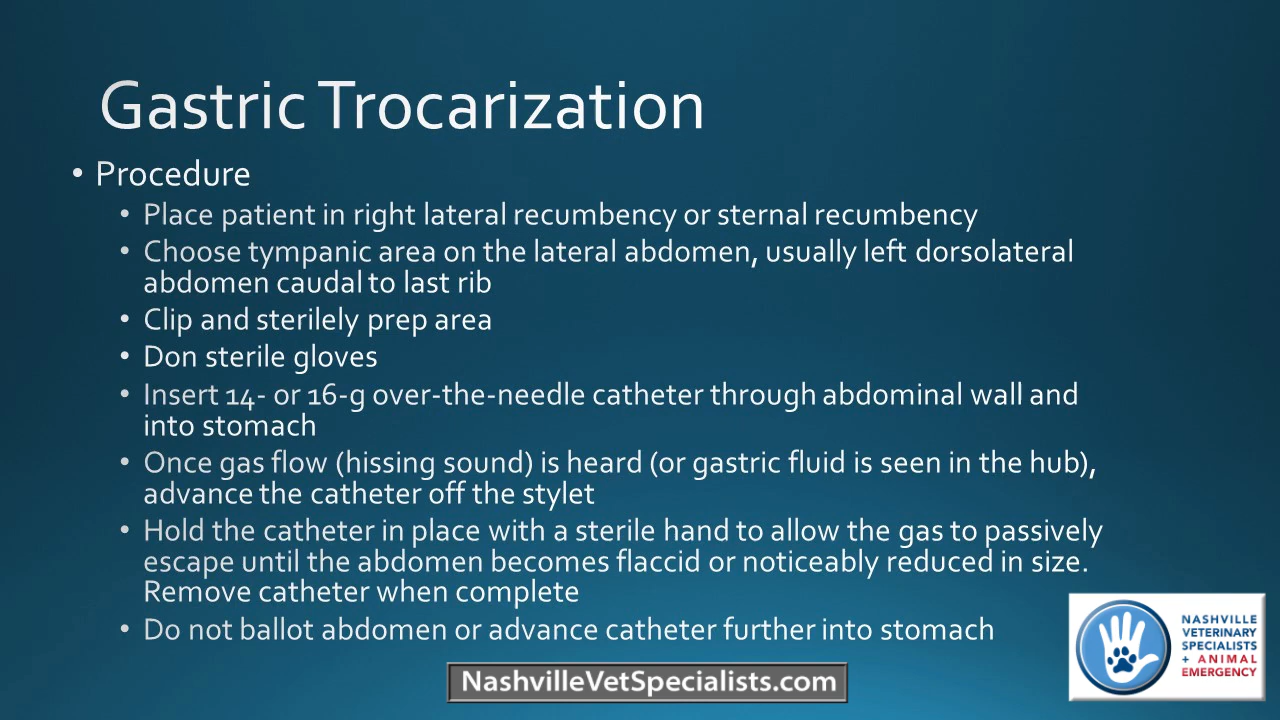 Gastric Trocarization
• Procedure
• Place patient in right lateral recumbency or sternal recumbency
• Choose tympanic area on the lateral abdomen, usually left dorsolateral
abdomen caudal to last rib
• Clip and sterilely prep area
• Don sterile gloves
• Insert 14- or 16-g over-the-needle catheter through abdominal wall and
into stomach
• Once gas flow (hissing sound) is heard (or gastric fluid is seen in the hub),
advance the catheter off the stylet
• Hold the catheter in place with a sterile hand to allow the gas to passively
escape until the abdomen becomes flaccid or noticeably reduced in size.
Remove catheter when complete
• Do not ballot abdomen or advance catheter further into stomach
NASHVILLE
VETERINARY
SPECIALISTS
+ ANIMAL
EMERGENCY
NashvilleVetSpecialists.com